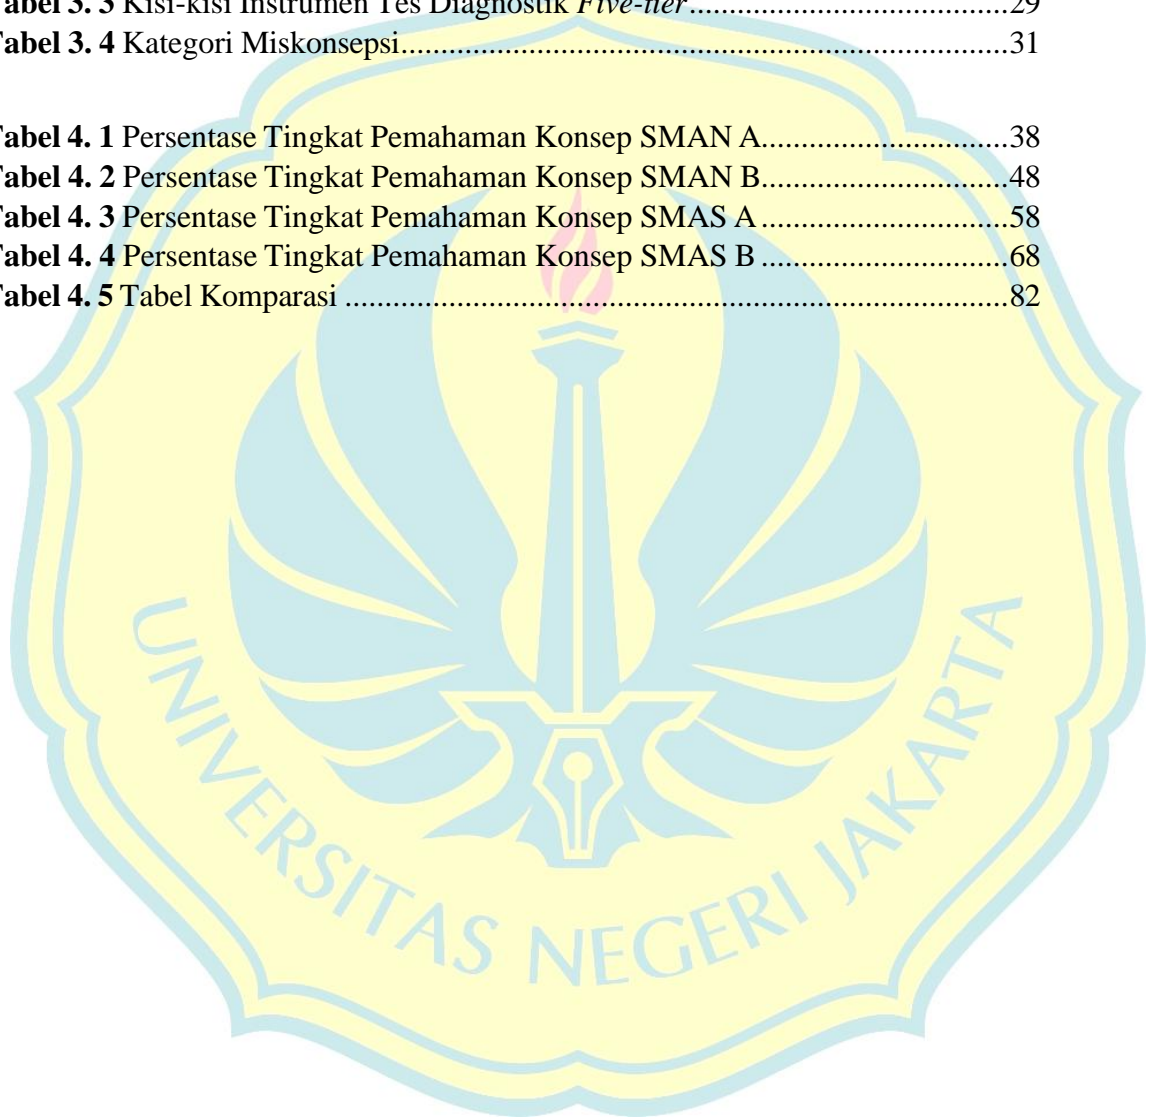 Tabel 3. 3 Kisi-kisi Instrumen Tes Diagnostik Five-tier........................................29
Tabel 3. 4 Kategori Miskonsepsi............................................................................31
Tabel 4. 1 Persentase Tingkat Pemahaman Konsep SMAN A...............................38
Tabel 4. 2 Persentase Tingkat Pemahaman Konsep SMAN B...............................48
Tabel 4. 3 Persentase Tingkat Pemahaman Konsep SMAS A ...............................58
Tabel 4. 4 Persentase Tingkat Pemahaman Konsep SMAS B ...............................68
Tabel 4. 5 Tabel Komparasi ...................................................................................82
UNIVERSITAS NEGERI JAKARTA